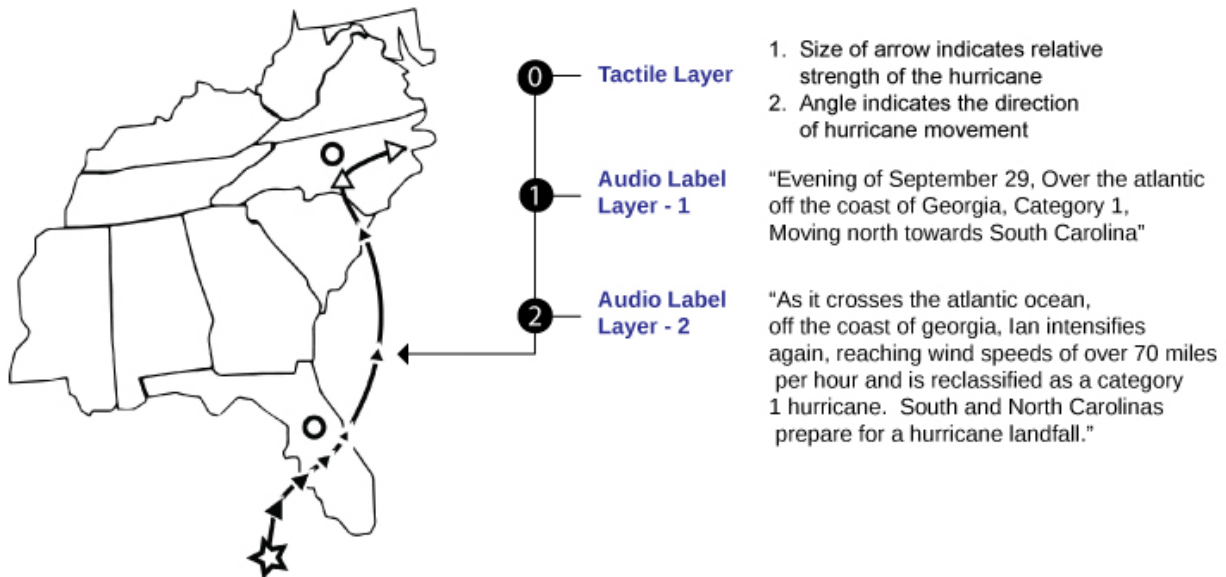 0
Tactile Layer
1. Size of arrow indicates relative
strength of the hurricane
2. Angle indicates the direction
of hurricane movement
1
Audio Label
Layer - 1
“Evening of September 29, Over the atlantic
off the coast of Georgia, Category 1,
Moving north towards South Carolina”
2
Audio Label
Layer - 2
“As it crosses the atlantic ocean,
off the coast of georgia, Ian intensifies
again, reaching wind speeds of over 70 miles
per hour and is reclassified as a category
1 hurricane. South and North Carolinas
prepare for a hurricane landfall.”